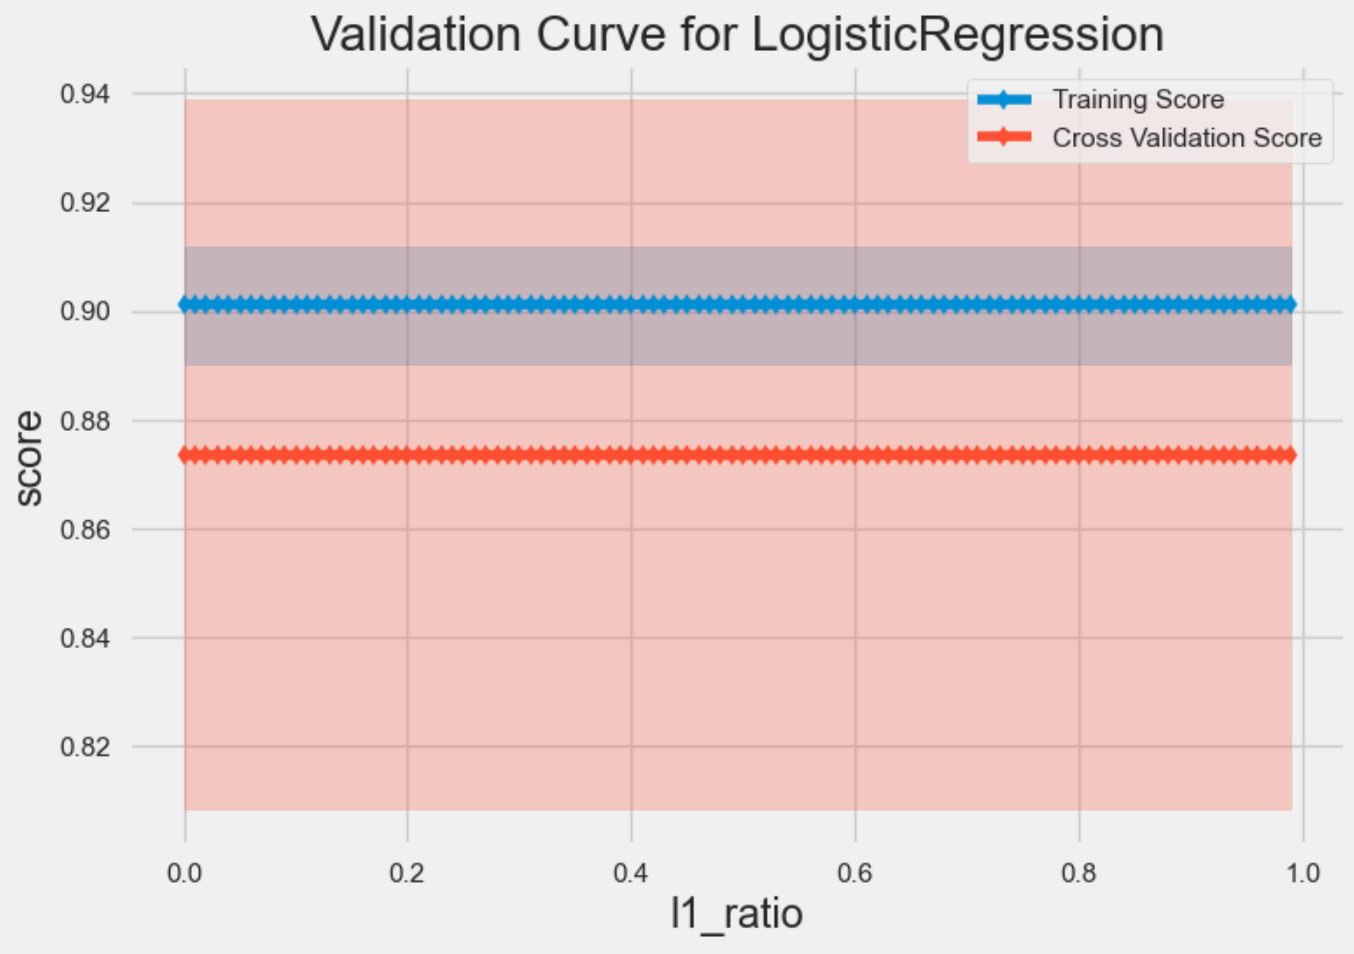 Validation Curve for LogisticRegression
Training Score
Cross Validation Score
0.94
0.92
0.90
0.88
0.86
0.84
0.82
score
0.0 0.2 0.4 0.6 0.8 1.0
l1_ratio